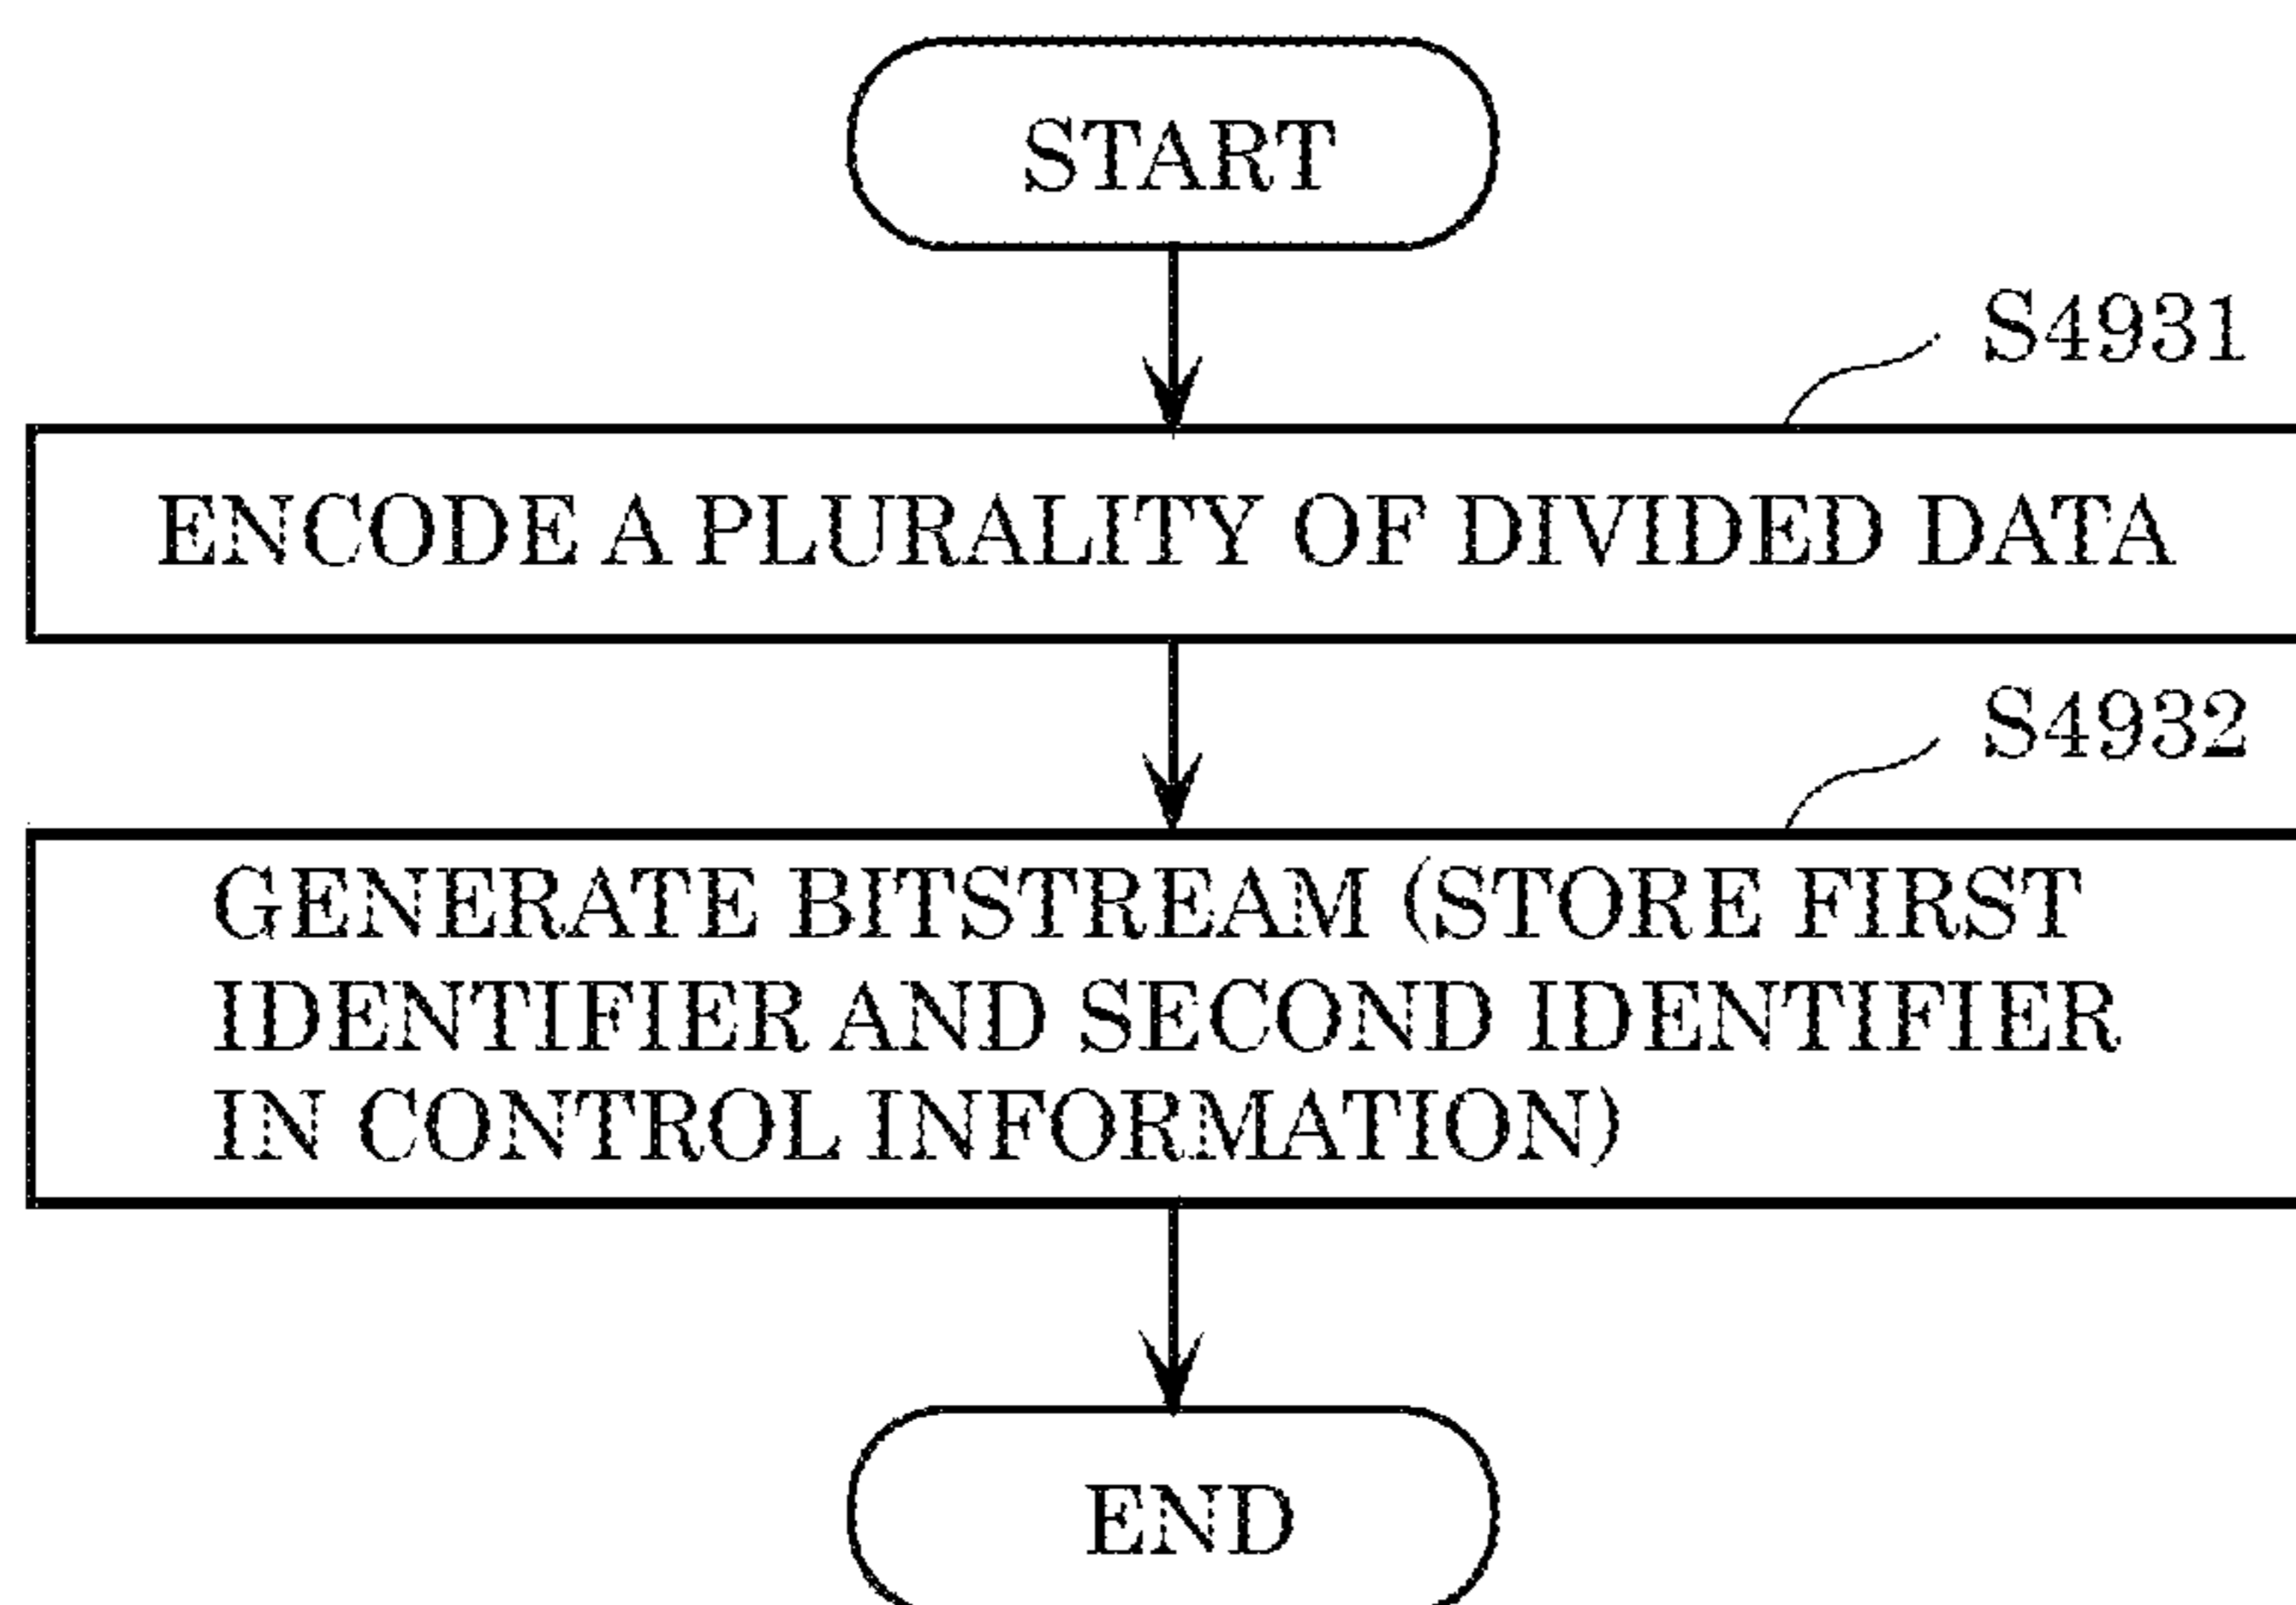 START
S4931
ENCODE A PLURALITY OF DIVIDED DATA
S4932
GENERATE BITSTREAM (STORE FIRST
IDENTIFIER AND SECOND IDENTIFIER
IN CONTROL INFORMATION)
END